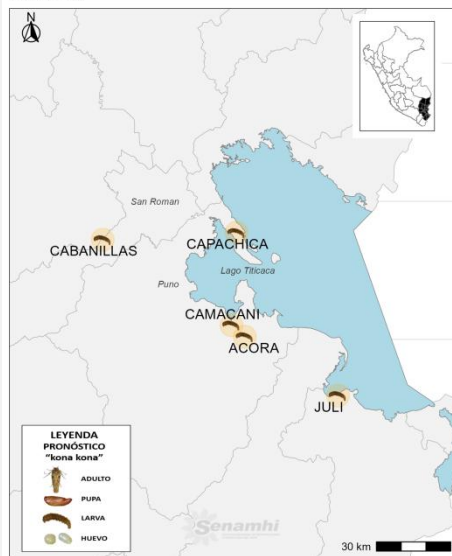 N
San Roman
CABANILLAS
CAPACHICA
Lago Titicaca
Puno
CAMACANI
ACORA
JULI
LEYENDA
PRONÓSTICO
"kona kona"
ADULTO
PUPA
LARVA
HUEVO
Senamhi
30 km